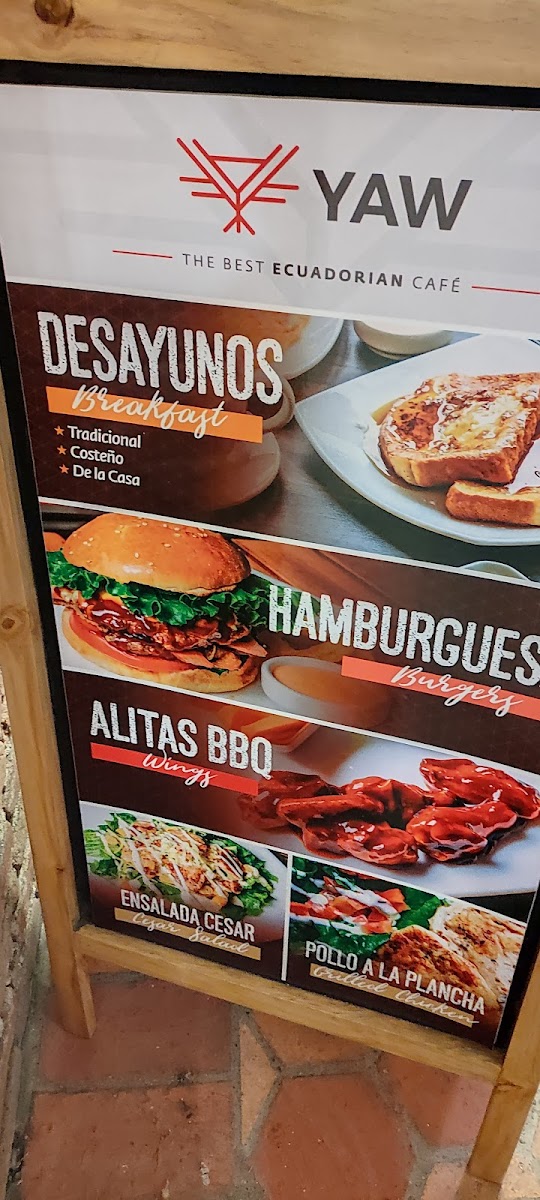 YAW
THE BEST ECUADORIAN CAFÉ
DESAYUNOS
Breakfast
★ Tradicional
★ Costeño
★ De la Casa
HAMBURGUES
Burgers
ALITAS BBQ
Wings
ENSALADA CESAR
Cesar Salad
POLLO A LA PLANCHA
Grilled Chicken